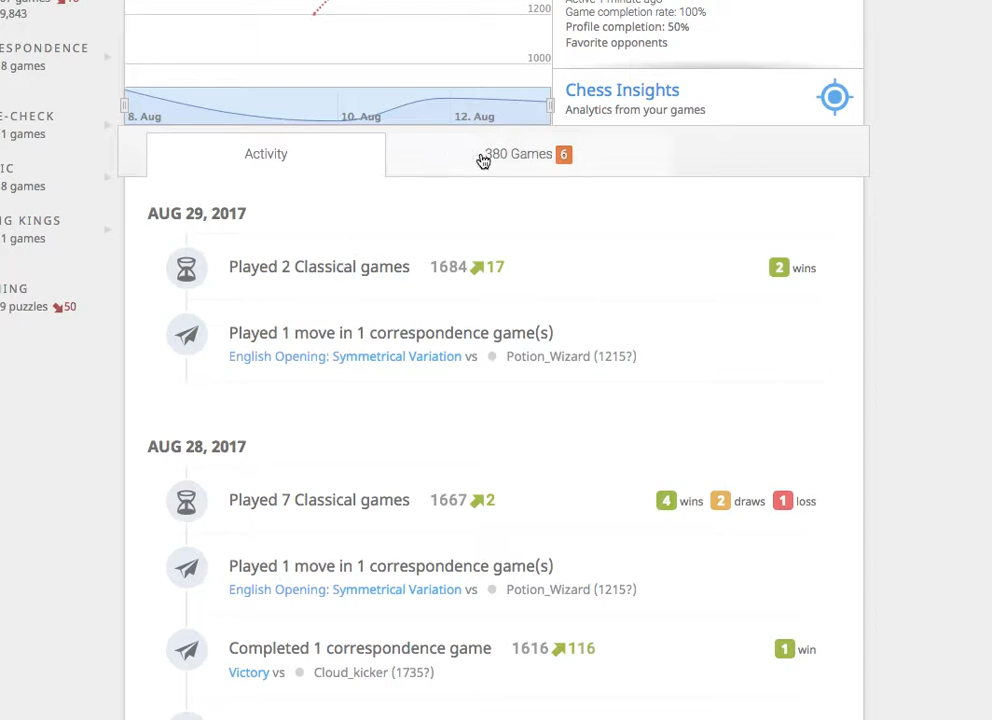 9,843
ESPONDENCE
8 games
E-CHECK
1 games
IC
8 games
NG KINGS
1 games
ING
9 puzzles 50
1200
1000
8. Aug
10. Aug
12. Aug
Game completion rate: 100%
Profile completion: 50%
Favorite opponents
Chess Insights
Analytics from your games
Activity
380 Games 6
AUG 29, 2017
Played 2 Classical games 1684 17 2 wins
Played 1 move in 1 correspondence game(s)
English Opening: Symmetrical Variation vs Potion_Wizard (1215?)
AUG 28, 2017
Played 7 Classical games 1667 2 4 wins 2 draws 1 loss
Played 1 move in 1 correspondence game(s)
English Opening: Symmetrical Variation vs Potion_Wizard (1215?)
Completed 1 correspondence game 1616 116 1 win
Victory vs Cloud_kicker (1735?)